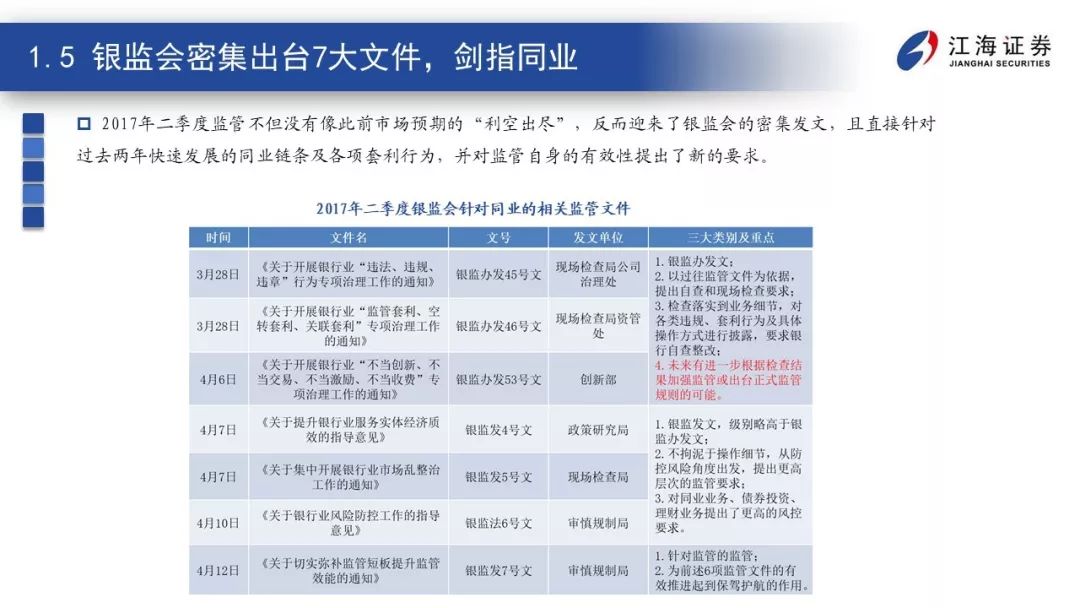 1.5 银监会密集出台7大文件，剑指同业
江海证券
JIANGHAI SECURITIES
2017年二季度监管不但没有像此前市场预期的“利空出尽”，反而迎来了银监会的密集发文，且直接针对
过去两年快速发展的同业链条及各项套利行为，并对监管自身的有效性提出了新的要求。
2017年二季度银监会针对同业的相关监管文件
时间 文件名 文号 发文单位 三大类别及重点
3月28日
《关于开展银行业“违法、违规、
违章”行为专项治理工作的通知》
银监办发45号文
现场检查局公司
治理处
3月28日
《关于开展银行业“监管套利、空
转套利、关联套利”专项治理工作
的通知》
银监办发46号文
现场检查局资管
处
4月6日
《关于开展银行业“不当创新、不
当交易、不当激励、不当收费”专
项治理工作的通知》
银监办发53号文
创新部
1.银监办发文；
2.以过往监管文件为依据，
提出自查和现场检查要求；
3.检查落实到业务细节，对
各类违规、套利行为及具体
操作方式进行披露，要求银
行自查整改；
4.未来有进一步根据检查结
果加强监管或出台正式监管
规则的可能。
4月7日
《关于提升银行业服务实体经济质
效的指导意见》
银监发4号文
政策研究局
4月7日
《关于集中开展银行业市场乱整治
工作的通知》
银监发5号文
现场检查局
4月10日
《关于银行业风险防控工作的指导
意见》
银监法6号文
审慎规制局
1.银监发文，级别略高于银
监办发文；
2.不拘泥于操作细节，从防
控风险角度出发，提出更高
层次的监管要求；
3.对同业业务、债券投资、
理财业务提出了更高的风控
要求。
4月12日
《关于切实弥补监管短板提升监管
效能的通知》
银监发7号文
审慎规制局
1.针对监管的监管；
2.为前述6项监管文件的有
效推进起到保驾护航的作用。